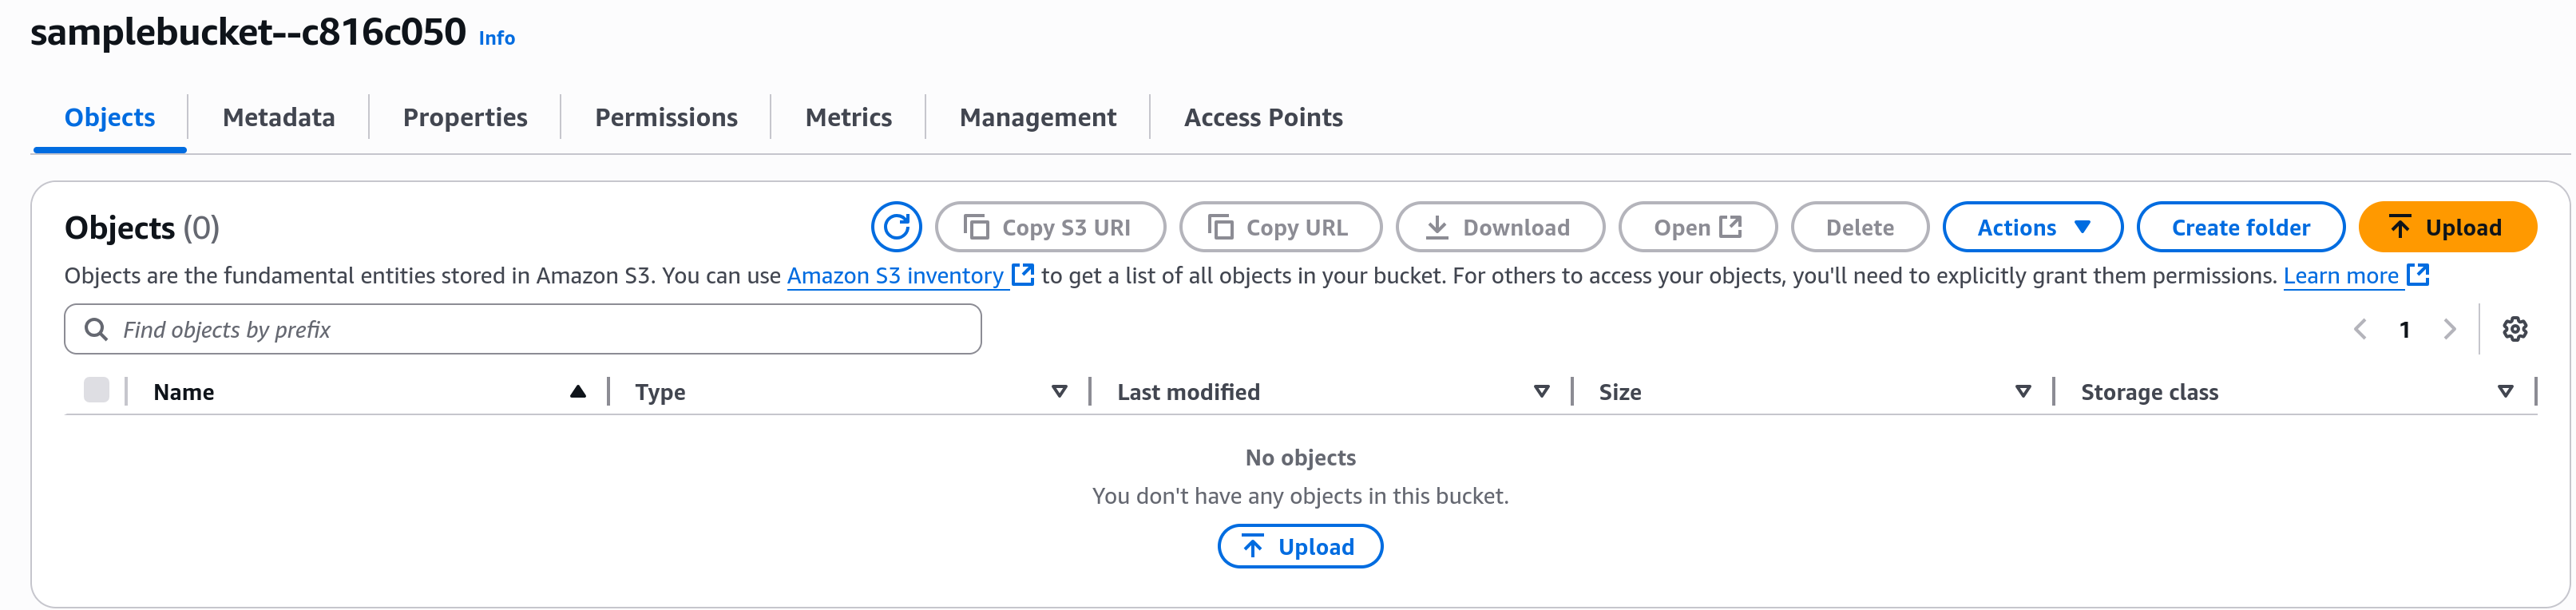 samplebucket--c816c050 Info
Objects Metadata Properties Permissions Metrics Management Access Points
Objects (0) Copy S3 URI Copy URL Download Open Delete Actions Create folder Upload
Objects are the fundamental entities stored in Amazon S3. You can use Amazon S3 inventory to get a list of all objects in your bucket. For others to access your objects, you'll need to explicitly grant them permissions. Learn more
Find objects by prefix 1
Name Type Last modified Size Storage class
No objects
You don't have any objects in this bucket.
Upload